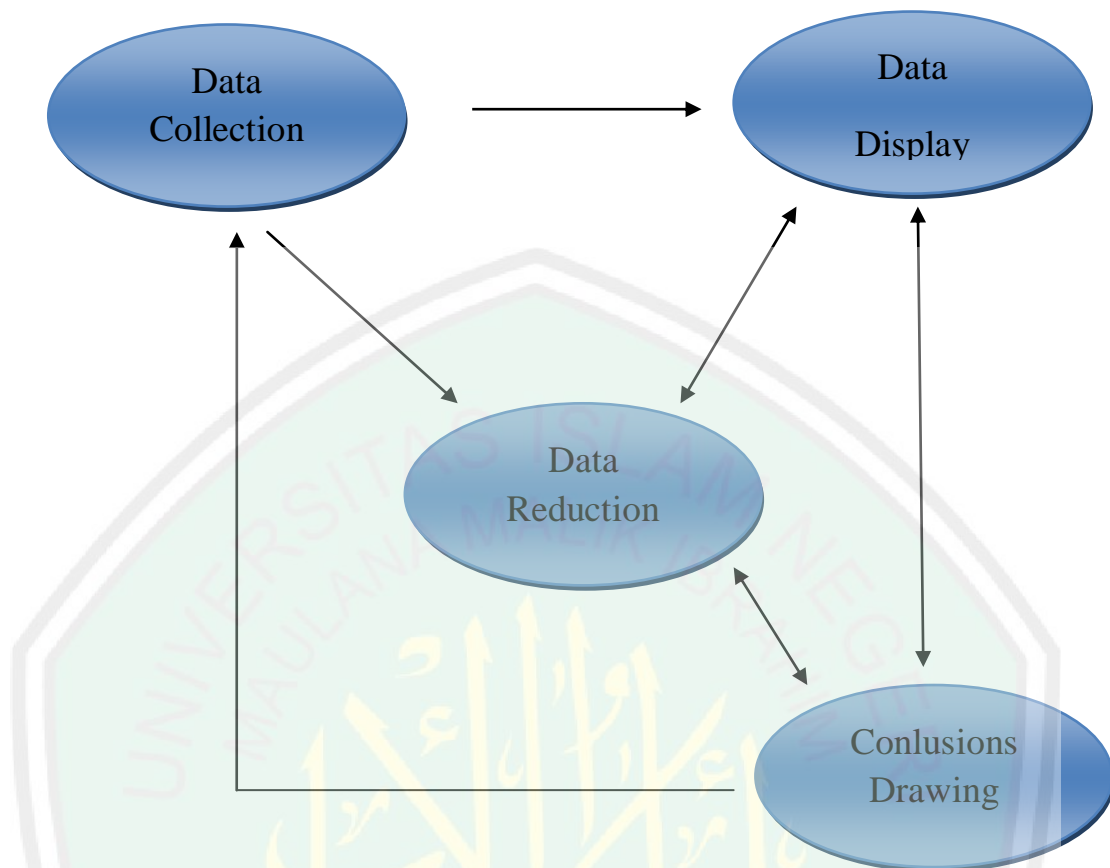 Data
Collection
Data
Display
Data
Reduction
Conlusions
Drawing
UNIVERSITAS ISLAM NEGERI
MAULANA MALIK IBRAHIM